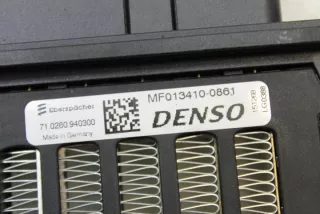 Eberspächer
71.0260.940300
Made in Germany
MF013410-0861
DENSO